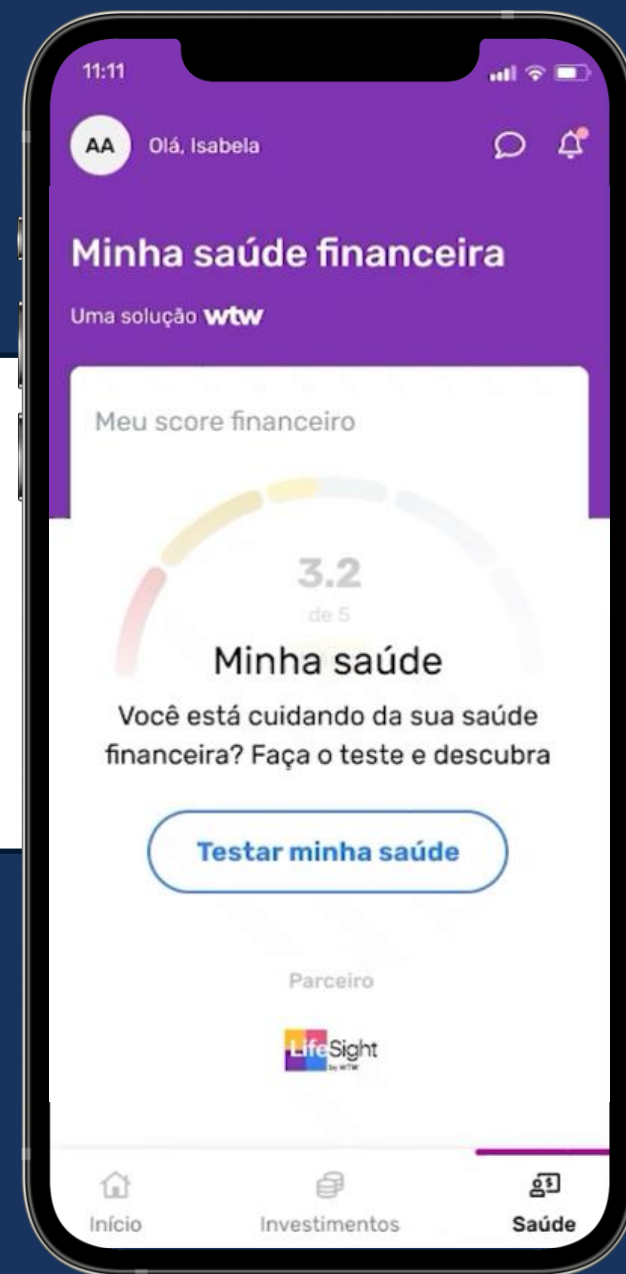 11:11
AA
Olá, Isabela
Minha saúde financeira
Uma solução wtw
Meu score financeiro
3.2
de 5
Minha saúde
Você está cuidando da sua saúde
financeira? Faça o teste e descubra
Testar minha saúde
Parceiro
LifeSight
by WTW
Início
Investimentos
Saúde